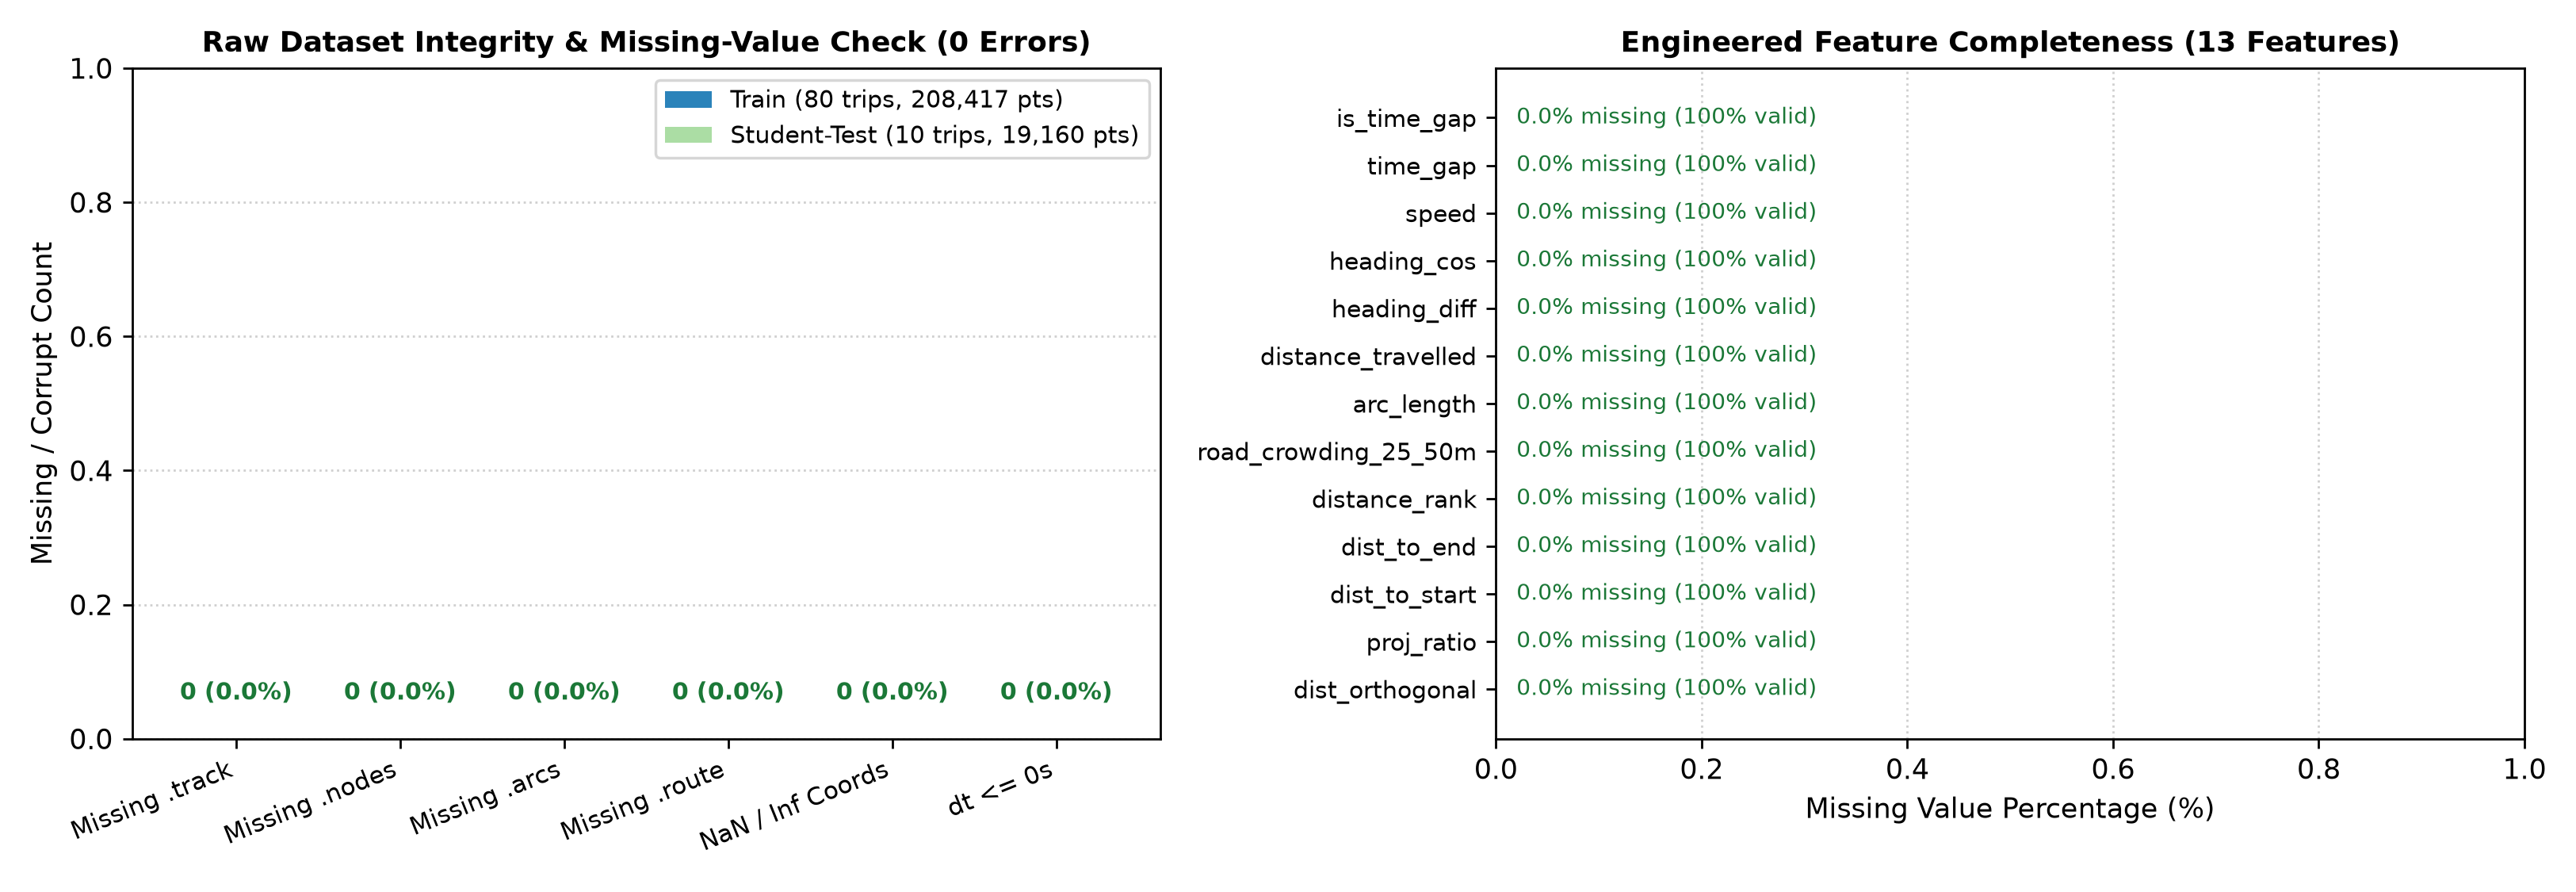 Raw Dataset Integrity & Missing-Value Check (0 Errors)
Missing / Corrupt Count
1.0
0.8
0.6
0.4
0.2
0.0
Train (80 trips, 208,417 pts)
Student-Test (10 trips, 19,160 pts)
0 (0.0%) 0 (0.0%) 0 (0.0%) 0 (0.0%) 0 (0.0%) 0 (0.0%)
Missing .track
Missing .nodes
Missing .arcs
Missing .route
NaN / Inf Coords
dt <= 0s
Engineered Feature Completeness (13 Features)
is_time_gap 0.0% missing (100% valid)
time_gap 0.0% missing (100% valid)
speed 0.0% missing (100% valid)
heading_cos 0.0% missing (100% valid)
heading_diff 0.0% missing (100% valid)
distance_travelled 0.0% missing (100% valid)
arc_length 0.0% missing (100% valid)
road_crowding_25_50m 0.0% missing (100% valid)
distance_rank 0.0% missing (100% valid)
dist_to_end 0.0% missing (100% valid)
dist_to_start 0.0% missing (100% valid)
proj_ratio 0.0% missing (100% valid)
dist_orthogonal 0.0% missing (100% valid)
0.0 0.2 0.4 0.6 0.8 1.0
Missing Value Percentage (%)